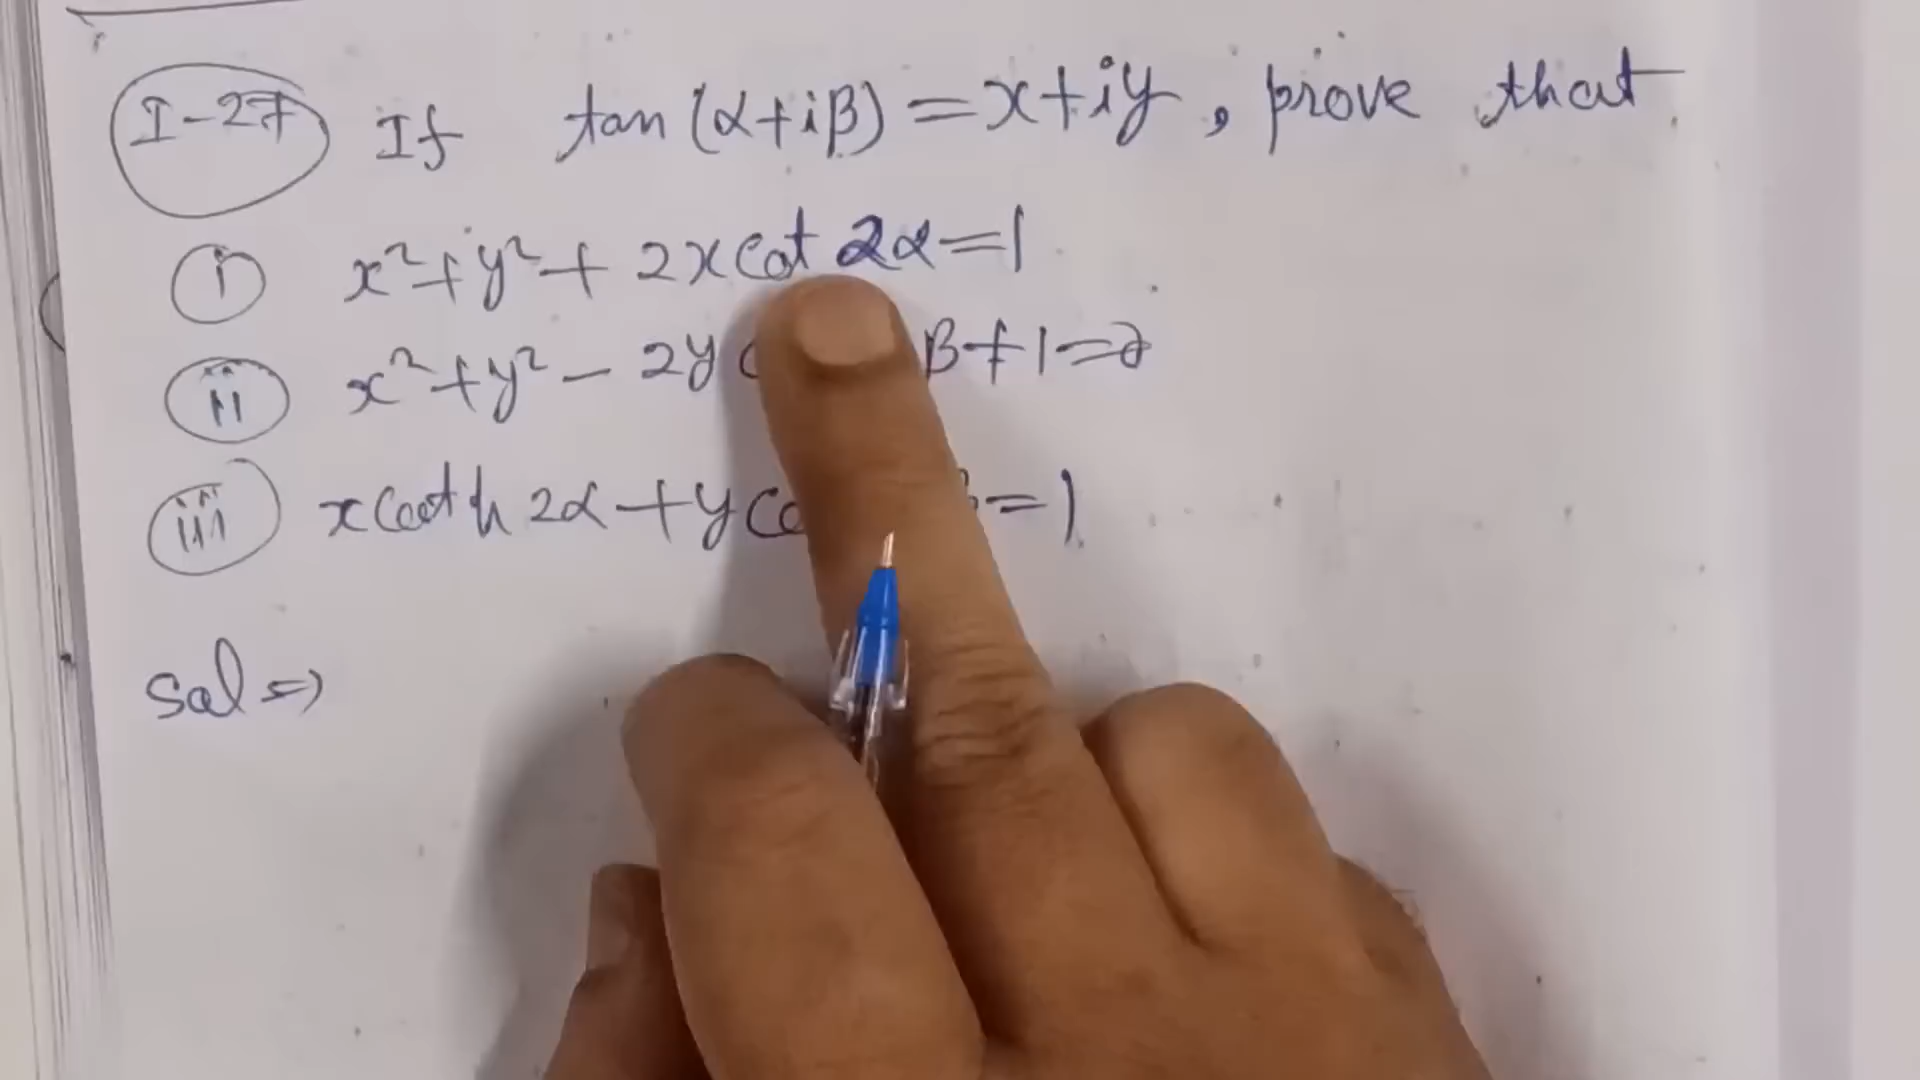 I-27 If tan (α+iβ) = x+iy, prove that
i x²+y²+ 2x Cot 2α=1
ii x²+y² - 2y β+1=0
iii x Coth 2α + y =1
Sol ⇒